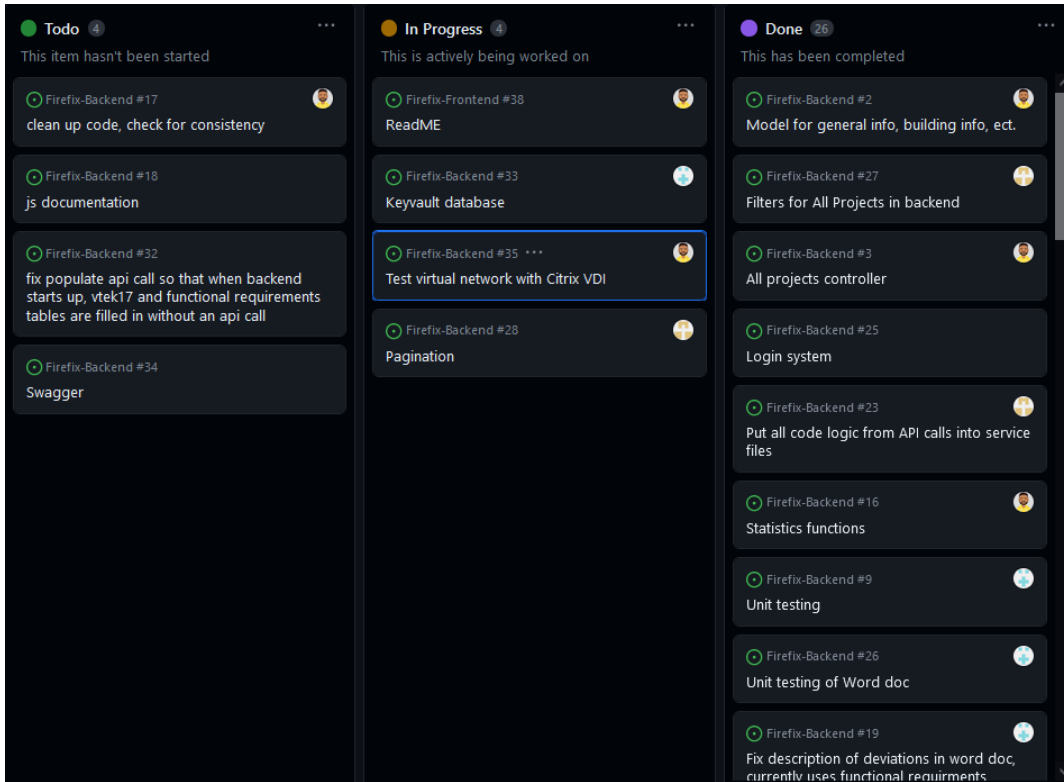 Todo 4
This item hasn't been started
Firefix-Backend #17
clean up code, check for consistency
Firefix-Backend #18
js documentation
Firefix-Backend #32
fix populate api call so that when backend
starts up, vtek17 and functional requirements
tables are filled in without an api call
Firefix-Backend #34
Swagger
In Progress 4
This is actively being worked on
Firefix-Frontend #38
ReadME
Firefix-Backend #33
Keyvault database
Firefix-Backend #35
Test virtual network with Citrix VDI
Firefix-Backend #28
Pagination
Done 26
This has been completed
Firefix-Backend #2
Model for general info, building info, ect.
Firefix-Backend #27
Filters for All Projects in backend
Firefix-Backend #3
All projects controller
Firefix-Backend #25
Login system
Firefix-Backend #23
Put all code logic from API calls into service
files
Firefix-Backend #16
Statistics functions
Firefix-Backend #9
Unit testing
Firefix-Backend #26
Unit testing of Word doc
Firefix-Backend #19
Fix description of deviations in word doc,
currently uses functional requirments